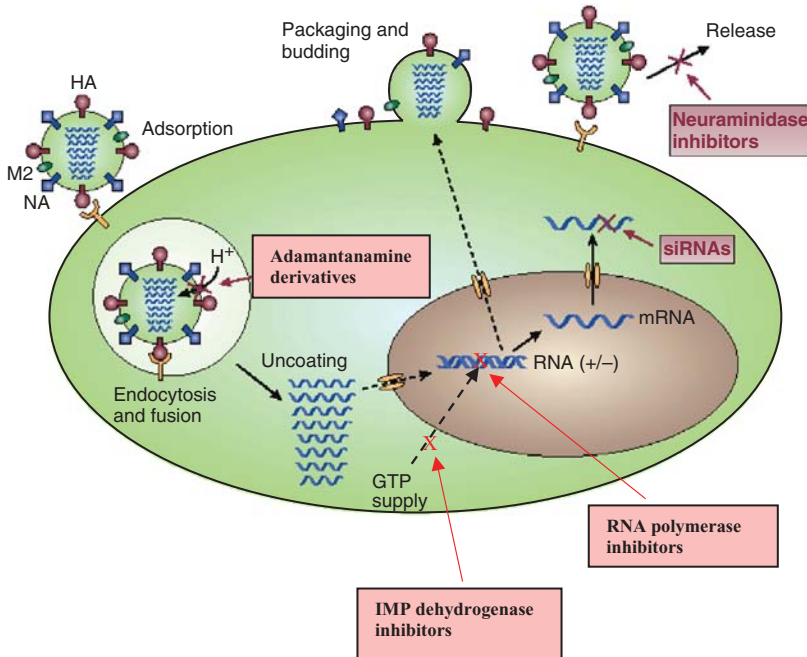 Packaging and
budding
Release
HA
Adsorption
Neuraminidase
inhibitors
M2
NA
siRNAs
H+
Adamantanamine
derivatives
mRNA
Uncoating
RNA (+/–)
Endocytosis
and fusion
GTP
supply
RNA polymerase
inhibitors
IMP dehydrogenase
inhibitors